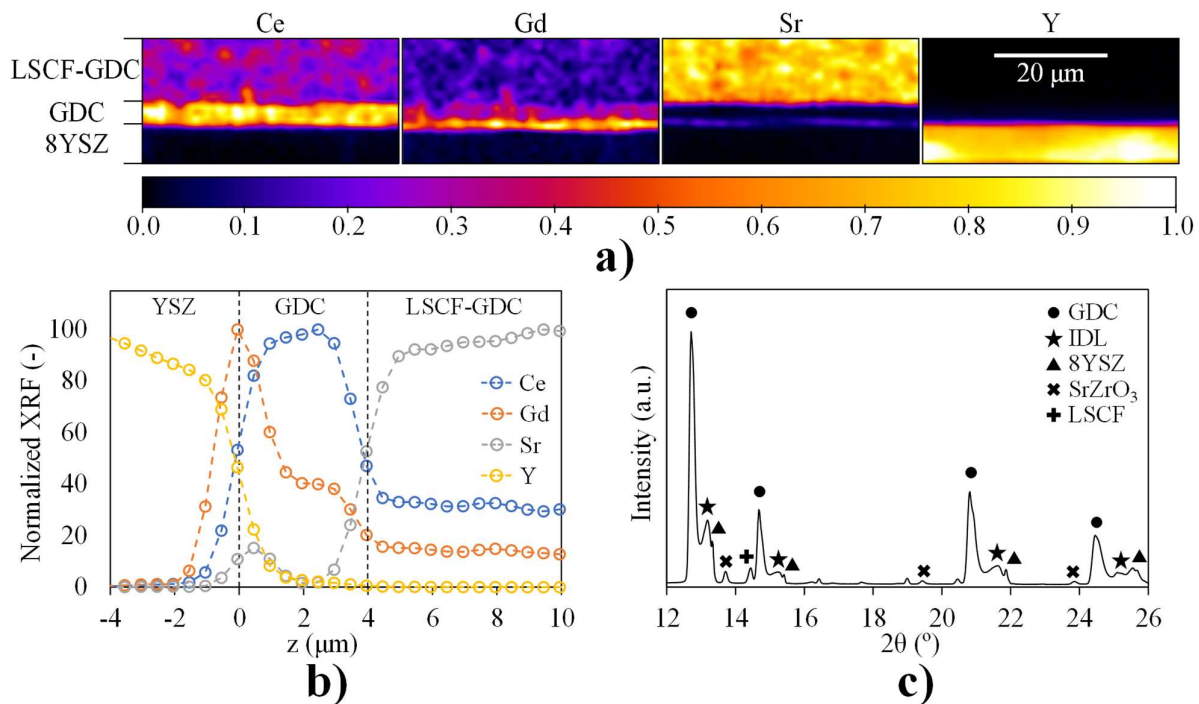 Ce Gd Sr Y
LSCF-GDC
GDC
8YSZ
20 μm
0.0 0.1 0.2 0.3 0.4 0.5 0.6 0.7 0.8 0.9 1.0
a)
YSZ GDC LSCF-GDC
Normalized XRF (-)
100
80
60
40
20
0
Ce
Gd
Sr
Y
-4 -2 0 2 4 6 8 10
z (μm)
b)
Intensity (a.u.)
GDC
IDL
8YSZ
SrZrO₃
LSCF
12 14 16 18 20 22 24 26
2θ (º)
c)